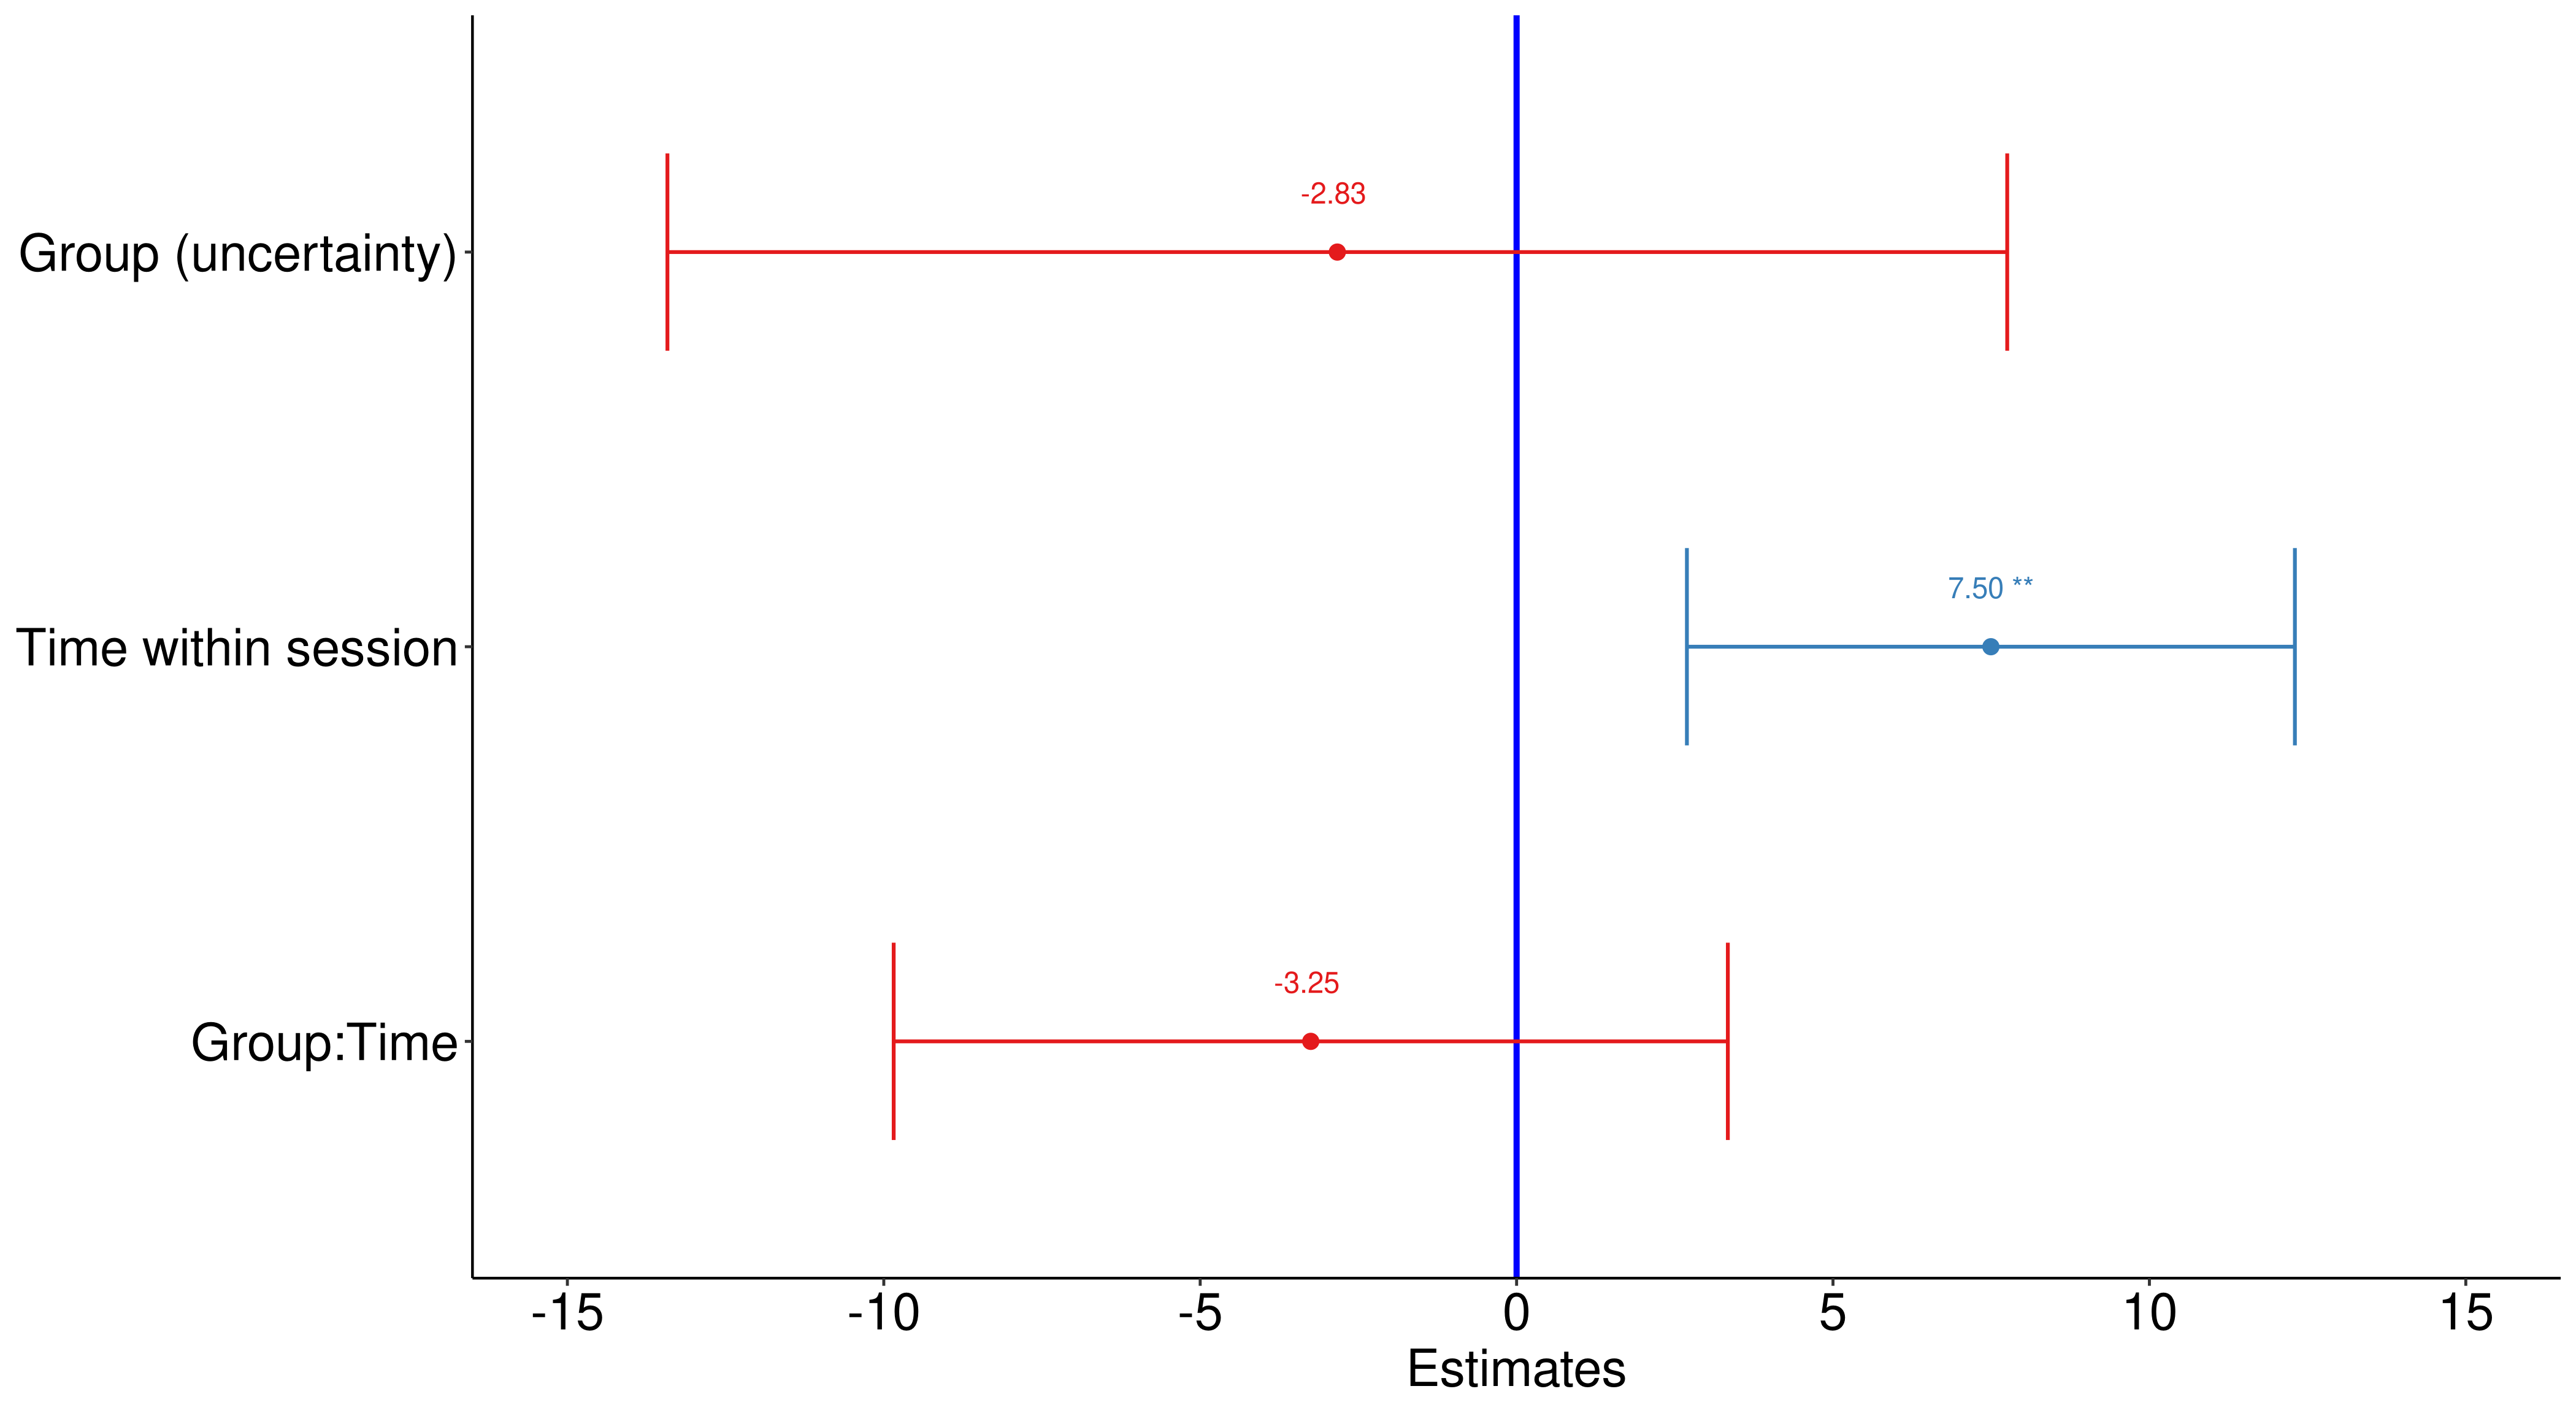 -2.83
Group (uncertainty)
7.50 **
Time within session
-3.25
Group:Time
-15 -10 -5 0 5 10 15
Estimates